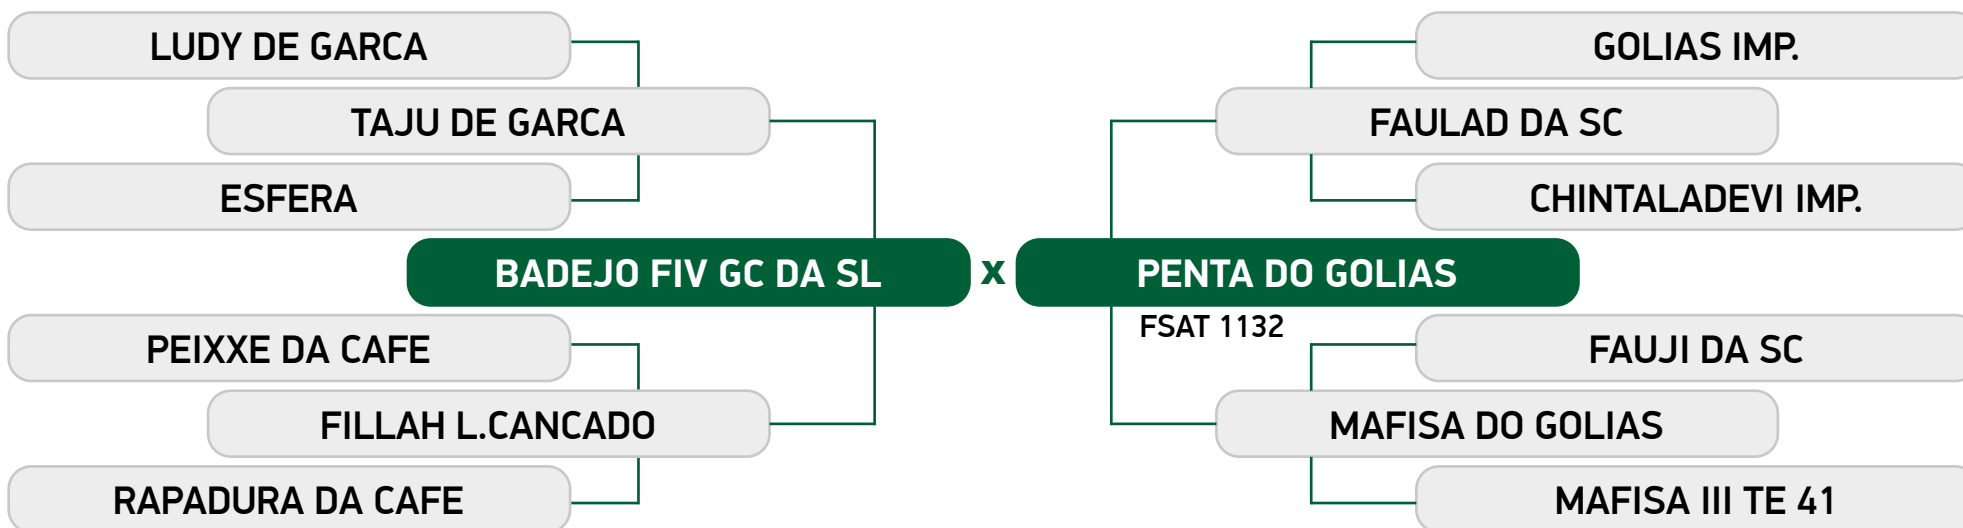 LUDY DE GARCA
GOLIAS IMP.
TAJU DE GARCA
FAULAD DA SC
ESFERA
CHINTALADEVI IMP.
BADEJO FIV GC DA SL
x
PENTA DO GOLIAS
FSAT 1132
PEIXXE DA CAFE
FAUJI DA SC
FILLAH L.CANCADO
MAFISA DO GOLIAS
RAPADURA DA CAFE
MAFISA III TE 41